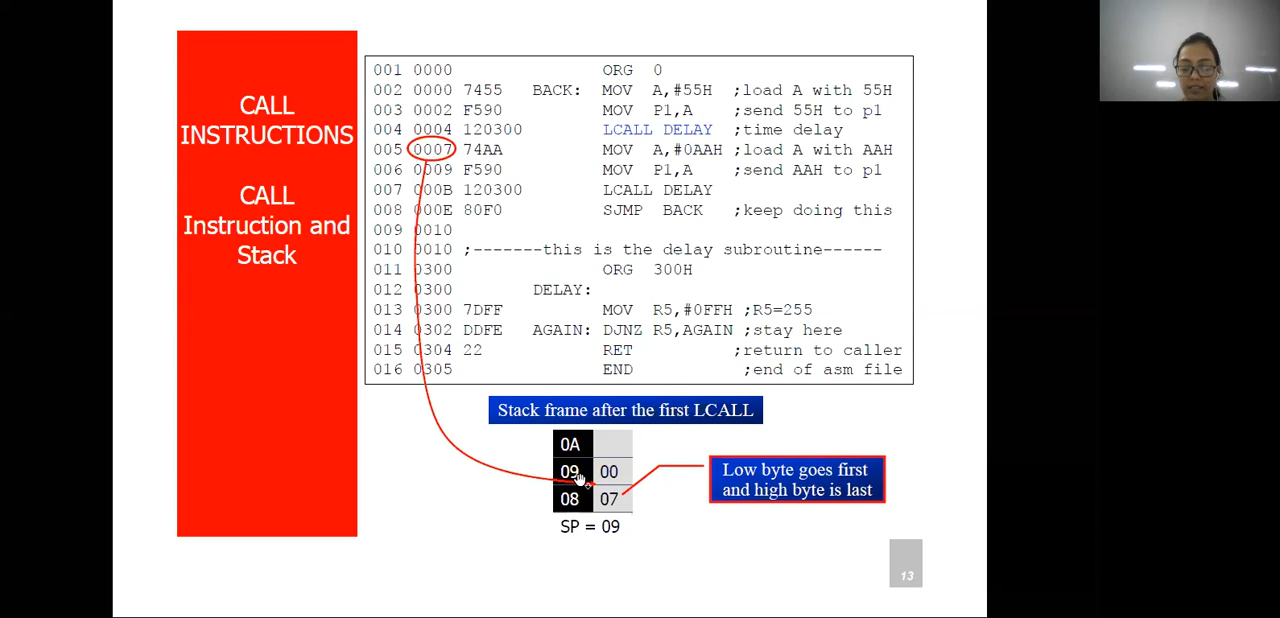 CALL
INSTRUCTIONS
CALL
Instruction and
Stack
001 0000 ORG 0
002 0000 7455 BACK: MOV A,#55H ;load A with 55H
003 0002 F590 MOV P1,A ;send 55H to p1
004 0004 120300 LCALL DELAY ;time delay
005 0007 74AA MOV A,#0AAH ;load A with AAH
006 0009 F590 MOV P1,A ;send AAH to p1
007 000B 120300 LCALL DELAY
008 000E 80F0 SJMP BACK ;keep doing this
009 0010
010 0010 ;-------this is the delay subroutine------
011 0300 ORG 300H
012 0300 DELAY:
013 0300 7DFF MOV R5,#0FFH ;R5=255
014 0302 DDFE AGAIN: DJNZ R5,AGAIN ;stay here
015 0304 22 RET ;return to caller
016 0305 END ;end of asm file
Stack frame after the first LCALL
0A
09 00
08 07
SP = 09
Low byte goes first
and high byte is last
13